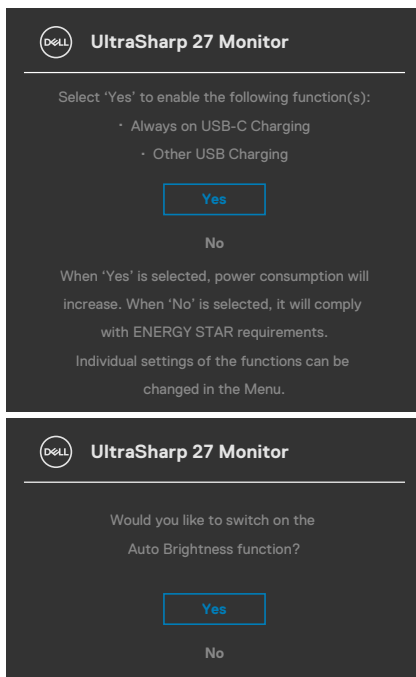 DELL UltraSharp 27 Monitor
Select ‘Yes’ to enable the following function(s):
· Always on USB-C Charging
· Other USB Charging
Yes
No
When ‘Yes’ is selected, power consumption will
increase. When ‘No’ is selected, it will comply
with ENERGY STAR requirements.
Individual settings of the functions can be
changed in the Menu.
DELL UltraSharp 27 Monitor
Would you like to switch on the
Auto Brightness function?
Yes
No